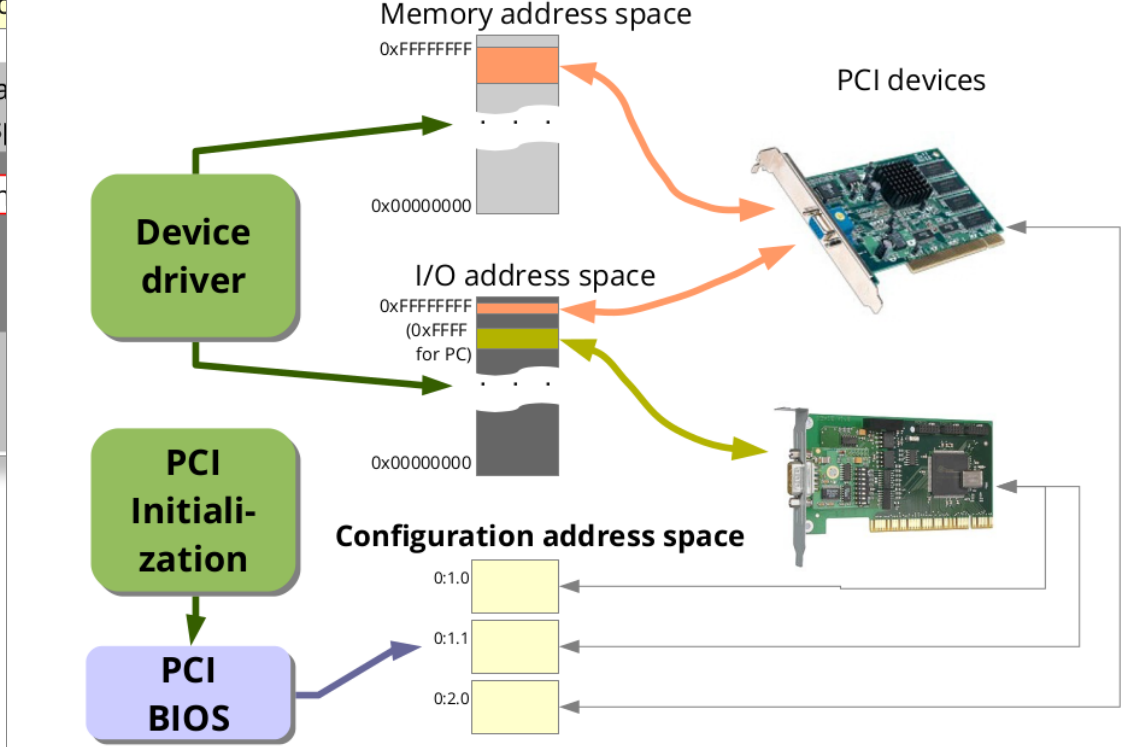 Memory address space
0xFFFFFFFF
0x00000000
PCI devices
Device
driver
I/O address space
0xFFFFFFFF
(0xFFFF
for PC)
0x00000000
PCI
Initiali-
zation
Configuration address space
0:1.0
0:1.1
0:2.0
PCI
BIOS